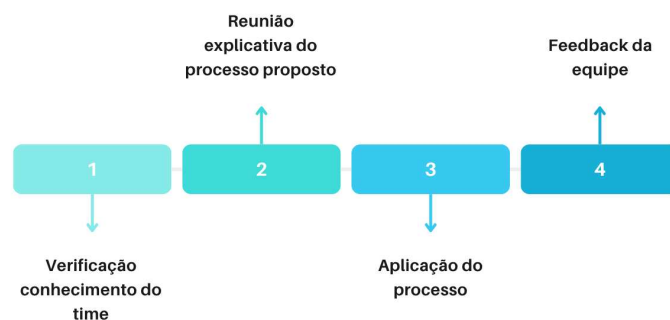 Reunião
explicativa do
processo proposto
Feedback da
equipe
1
2
3
4
Verificação
conhecimento do
time
Aplicação do
processo